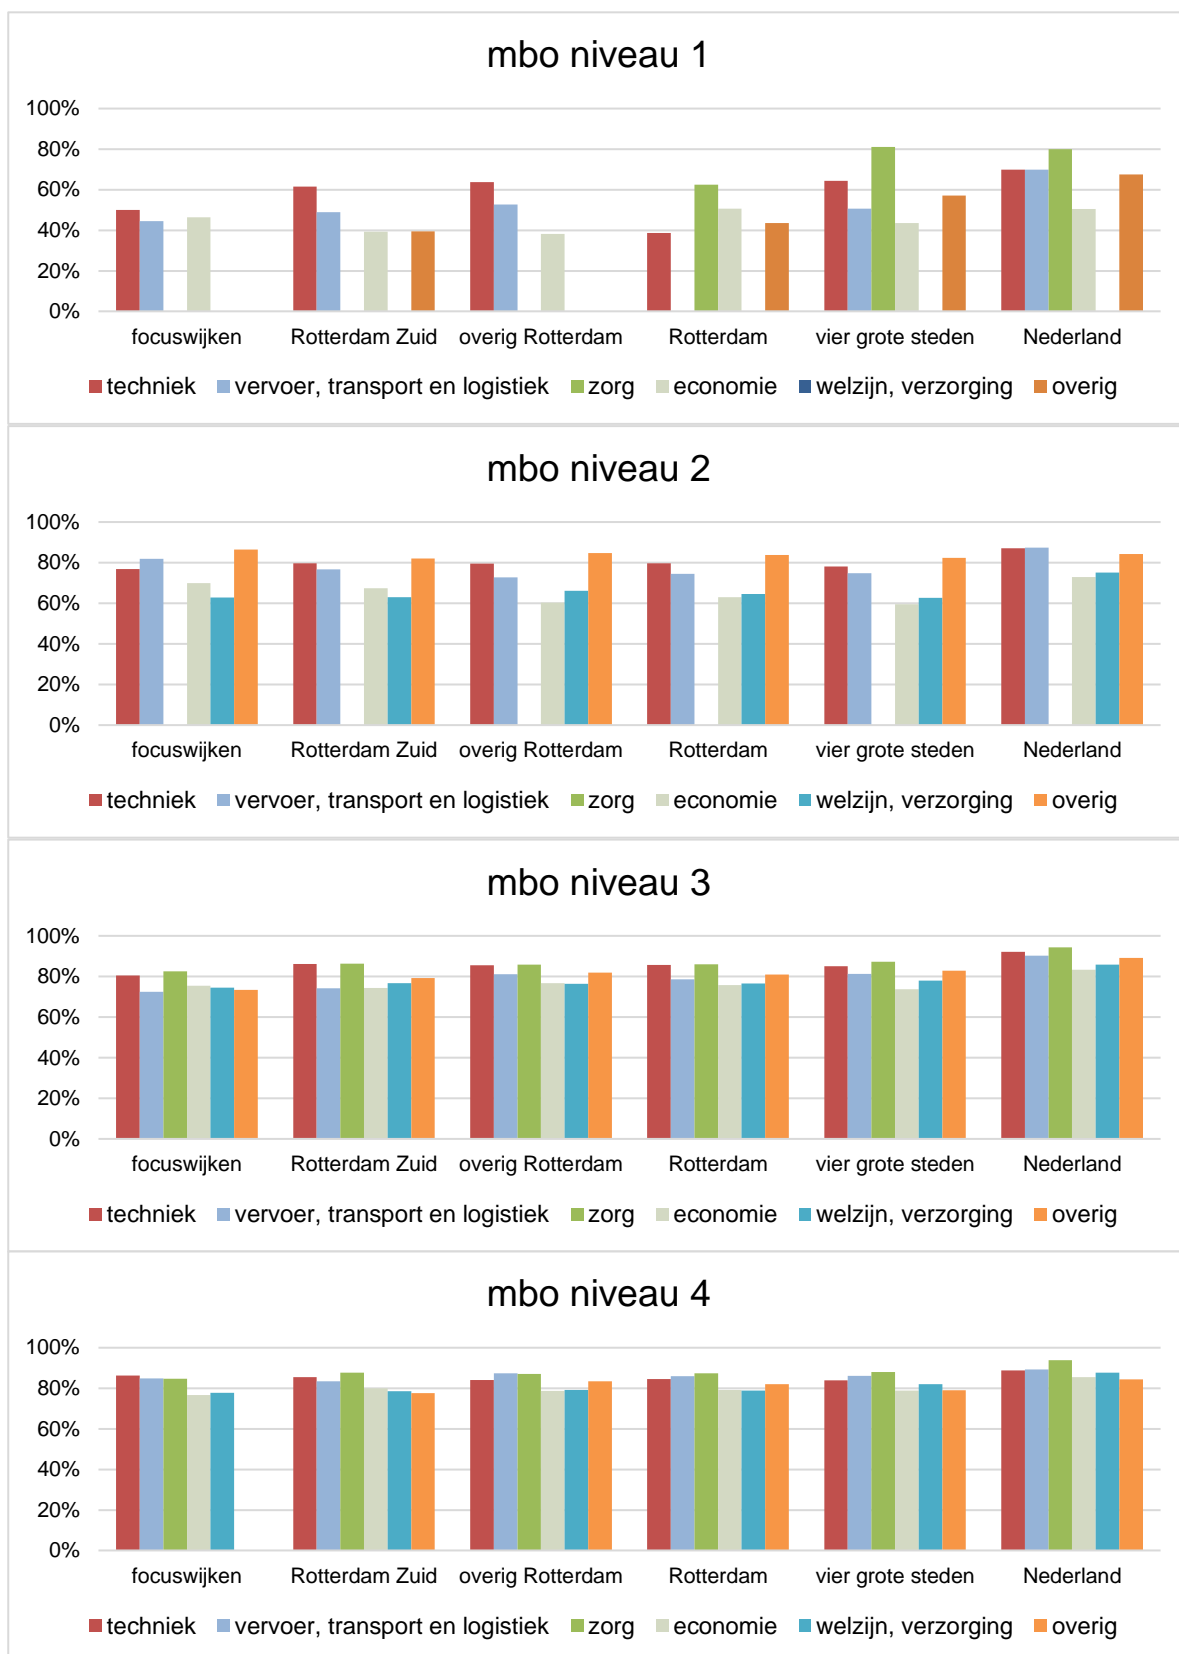 mbo niveau 1
100%
80%
60%
40%
20%
0%
focuswijken Rotterdam Zuid overig Rotterdam Rotterdam vier grote steden Nederland
techniek vervoer, transport en logistiek zorg economie welzijn, verzorging overig
mbo niveau 2
100%
80%
60%
40%
20%
0%
focuswijken Rotterdam Zuid overig Rotterdam Rotterdam vier grote steden Nederland
techniek vervoer, transport en logistiek zorg economie welzijn, verzorging overig
mbo niveau 3
100%
80%
60%
40%
20%
0%
focuswijken Rotterdam Zuid overig Rotterdam Rotterdam vier grote steden Nederland
techniek vervoer, transport en logistiek zorg economie welzijn, verzorging overig
mbo niveau 4
100%
80%
60%
40%
20%
0%
focuswijken Rotterdam Zuid overig Rotterdam Rotterdam vier grote steden Nederland
techniek vervoer, transport en logistiek zorg economie welzijn, verzorging overig